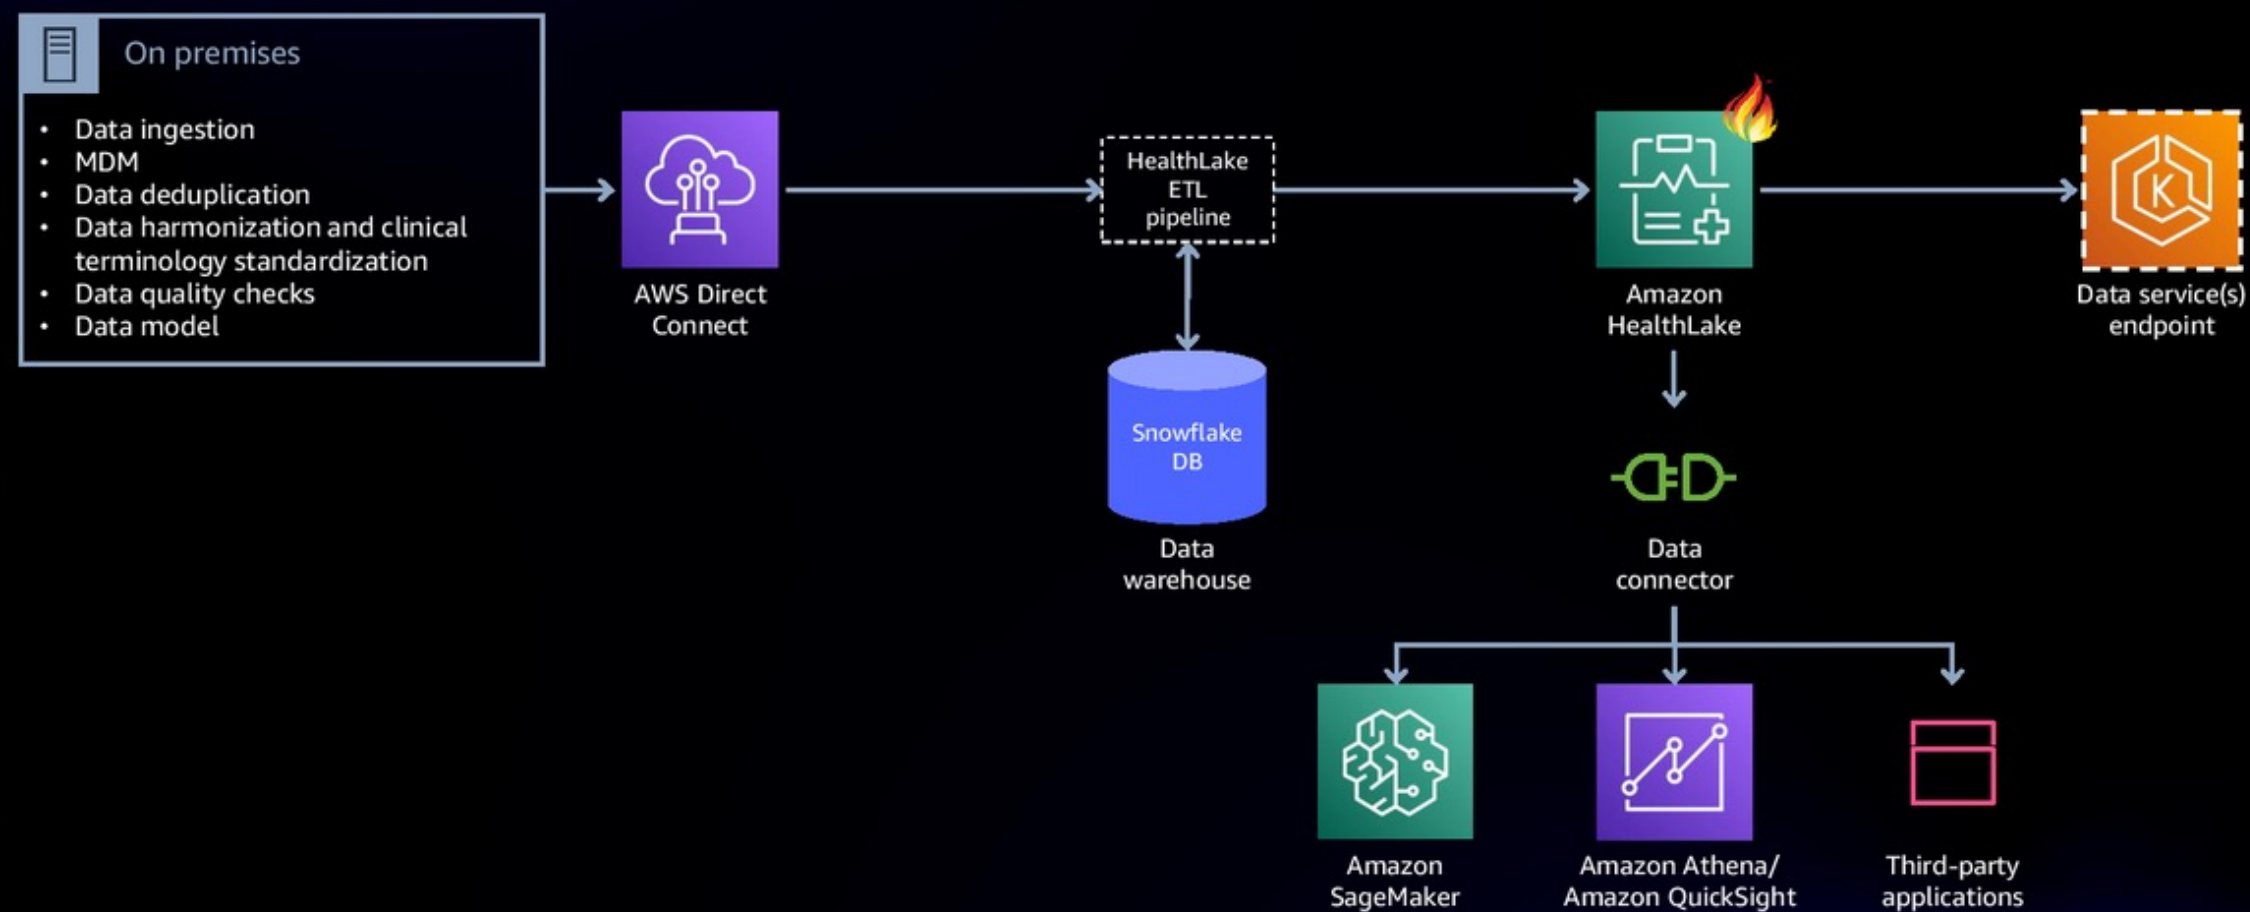 On premises
• Data ingestion
• MDM
• Data deduplication
• Data harmonization and clinical
terminology standardization
• Data quality checks
• Data model
AWS Direct
Connect
HealthLake
ETL
pipeline
Snowflake
DB
Data
warehouse
Amazon
HealthLake
K
Data service(s)
endpoint
Data
connector
Amazon
SageMaker
Amazon Athena/
Amazon QuickSight
Third-party
applications